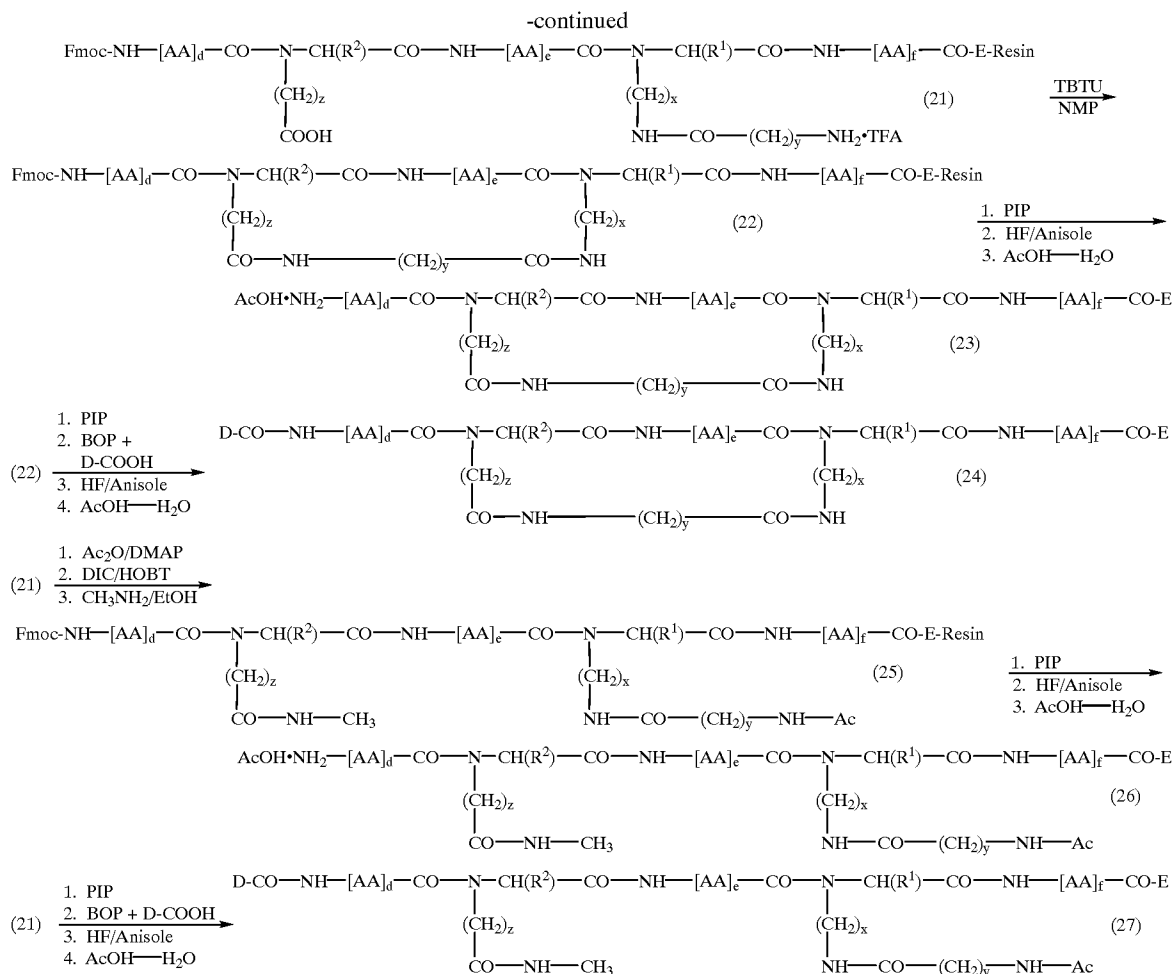 -continued
Fmoc-NH—[AA]d—CO—N—CH(R²)—CO—NH—[AA]e—CO—N—CH(R¹)—CO—NH—[AA]f—CO-E-Resin
(CH₂)z (CH₂)x (21) TBTU
NMP
COOH NH—CO—(CH₂)y—NH₂•TFA
Fmoc-NH—[AA]d—CO—N—CH(R²)—CO—NH—[AA]e—CO—N—CH(R¹)—CO—NH—[AA]f—CO-E-Resin
(CH₂)z (CH₂)x (22) 1. PIP
2. HF/Anisole
CO—NH—(CH₂)y—CO—NH 3. AcOH—H₂O
AcOH•NH₂—[AA]d—CO—N—CH(R²)—CO—NH—[AA]e—CO—N—CH(R¹)—CO—NH—[AA]f—CO-E
(CH₂)z (CH₂)x (23)
CO—NH—(CH₂)y—CO—NH
1. PIP
2. BOP +
D-COOH
(22) 3. HF/Anisole
4. AcOH—H₂O
D-CO—NH—[AA]d—CO—N—CH(R²)—CO—NH—[AA]e—CO—N—CH(R¹)—CO—NH—[AA]f—CO-E
(CH₂)z (CH₂)x (24)
CO—NH—(CH₂)y—CO—NH
1. Ac₂O/DMAP
(21) 2. DIC/HOBT
3. CH₃NH₂/EtOH
Fmoc-NH—[AA]d—CO—N—CH(R²)—CO—NH—[AA]e—CO—N—CH(R¹)—CO—NH—[AA]f—CO-E-Resin
(CH₂)z (CH₂)x (25) 1. PIP
2. HF/Anisole
CO—NH—CH₃ NH—CO—(CH₂)y—NH—Ac 3. AcOH—H₂O
AcOH•NH₂—[AA]d—CO—N—CH(R²)—CO—NH—[AA]e—CO—N—CH(R¹)—CO—NH—[AA]f—CO-E
(CH₂)z (CH₂)x (26)
CO—NH—CH₃ NH—CO—(CH₂)y—NH—Ac
1. PIP
(21) 2. BOP + D-COOH
3. HF/Anisole
4. AcOH—H₂O
D-CO—NH—[AA]d—CO—N—CH(R²)—CO—NH—[AA]e—CO—N—CH(R¹)—CO—NH—[AA]f—CO-E
(CH₂)z (CH₂)x (27)
CO—NH—CH₃ NH—CO—(CH₂)y—NH—Ac